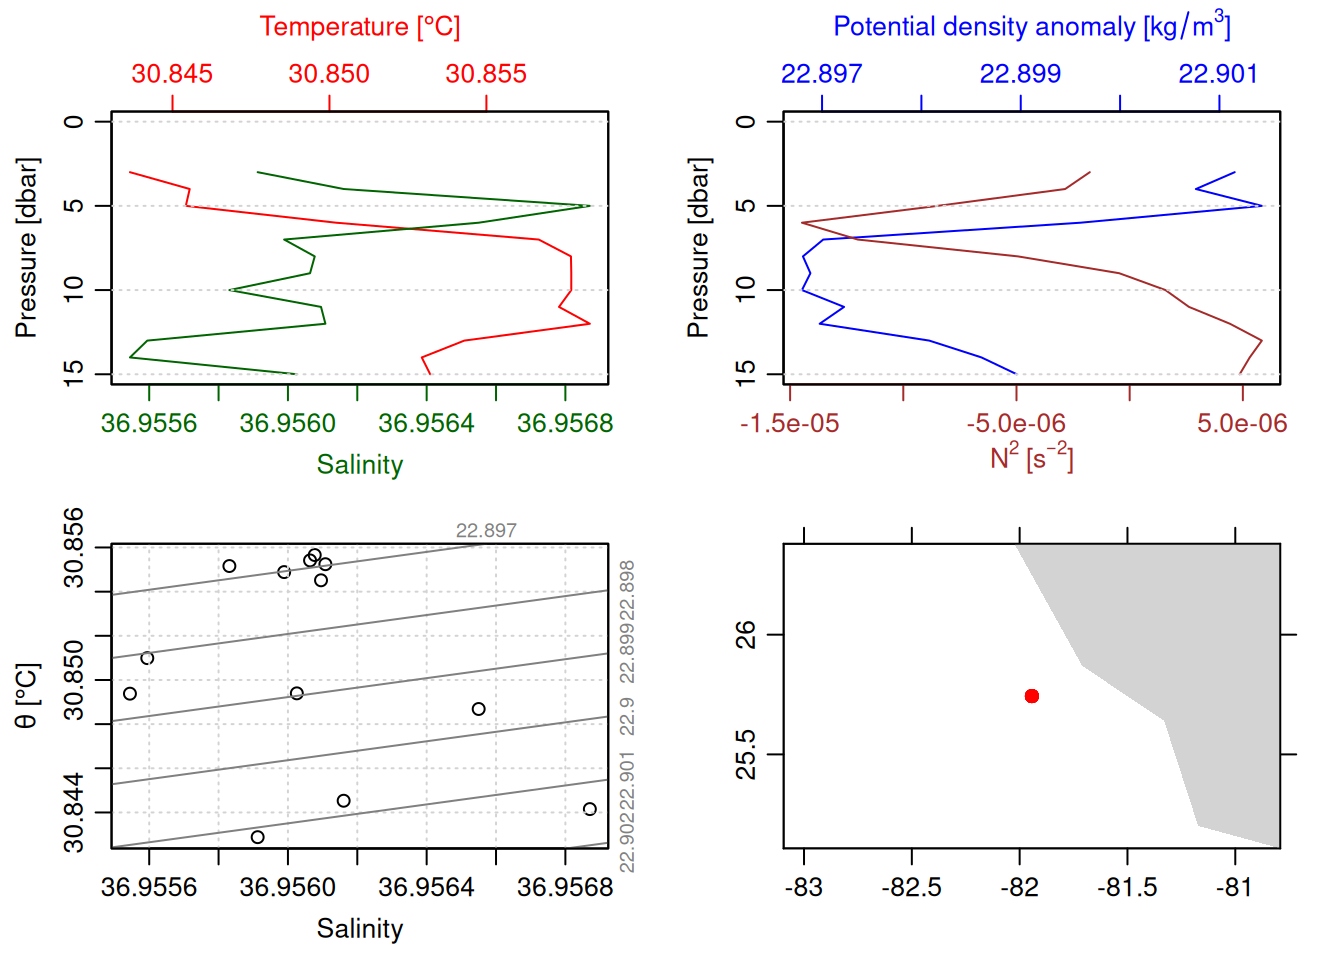 Temperature [°C]
30.845 30.850 30.855
0
5
10
15
Pressure [dbar]
36.9556 36.9560 36.9564 36.9568
Salinity
Potential density anomaly [kg/m³]
22.897 22.899 22.901
0
5
10
15
Pressure [dbar]
-1.5e-05 -5.0e-06 5.0e-06
N² [s⁻²]
22.897
30.856
30.850
30.844
θ [°C]
22.898
22.899
22.9
22.901
22.902
36.9556 36.9560 36.9564 36.9568
Salinity
26
25.5
-83 -82.5 -82 -81.5 -81